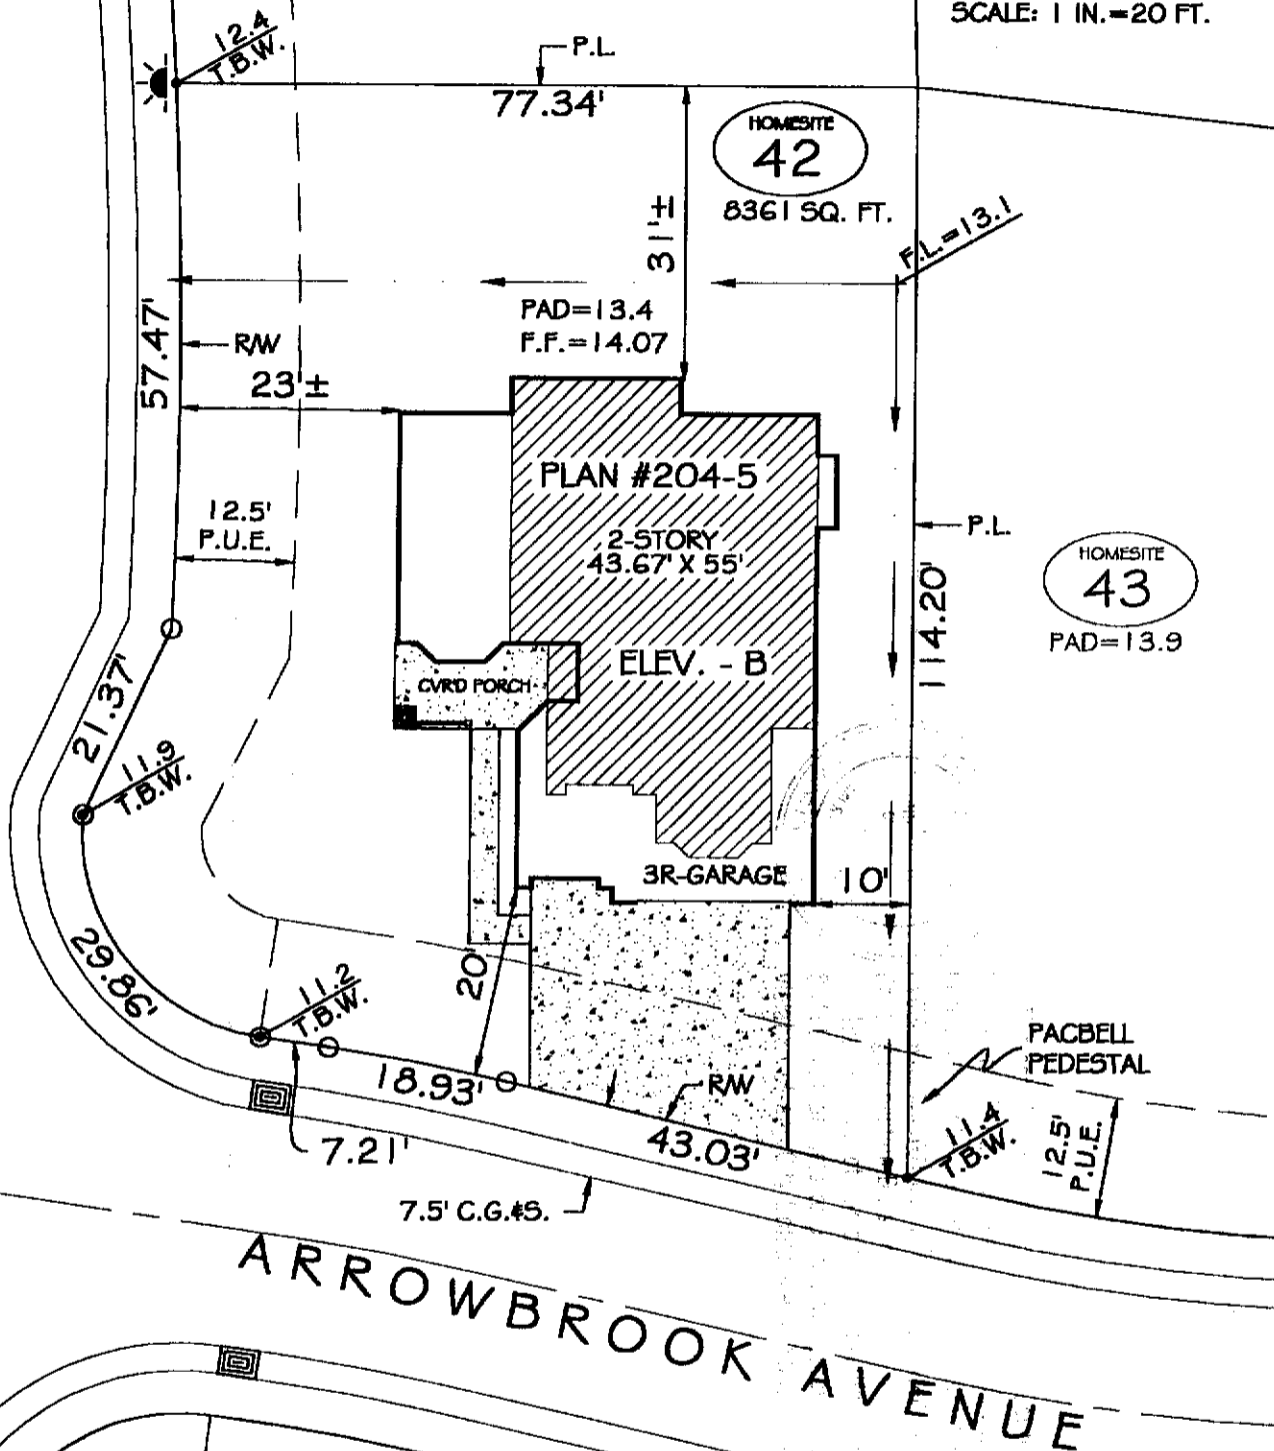 SCALE: 1 IN.=20 FT.
12.4
T.B.W.
P.L.
77.34'
HOMESITE
42
8361 SQ. FT.
31'±
F.L.=13.1
PAD=13.4
F.F.=14.07
57.47'
R/W
23'±
PLAN #204-5
12.5'
P.U.E.
2-STORY
43.67' X 55'
P.L.
HOMESITE
43
PAD=13.9
114.20'
ELEV. - B
CVR'D PORCH
21.37'
11.9
T.B.W.
3R-GARAGE
10'
29.86'
20'
11.2
T.B.W.
PACBELL
PEDESTAL
18.93'
R/W
11.4
T.B.W.
12.5'
P.U.E.
7.21'
43.03'
7.5' C.G.&S.
ARROWBROOK AVENUE